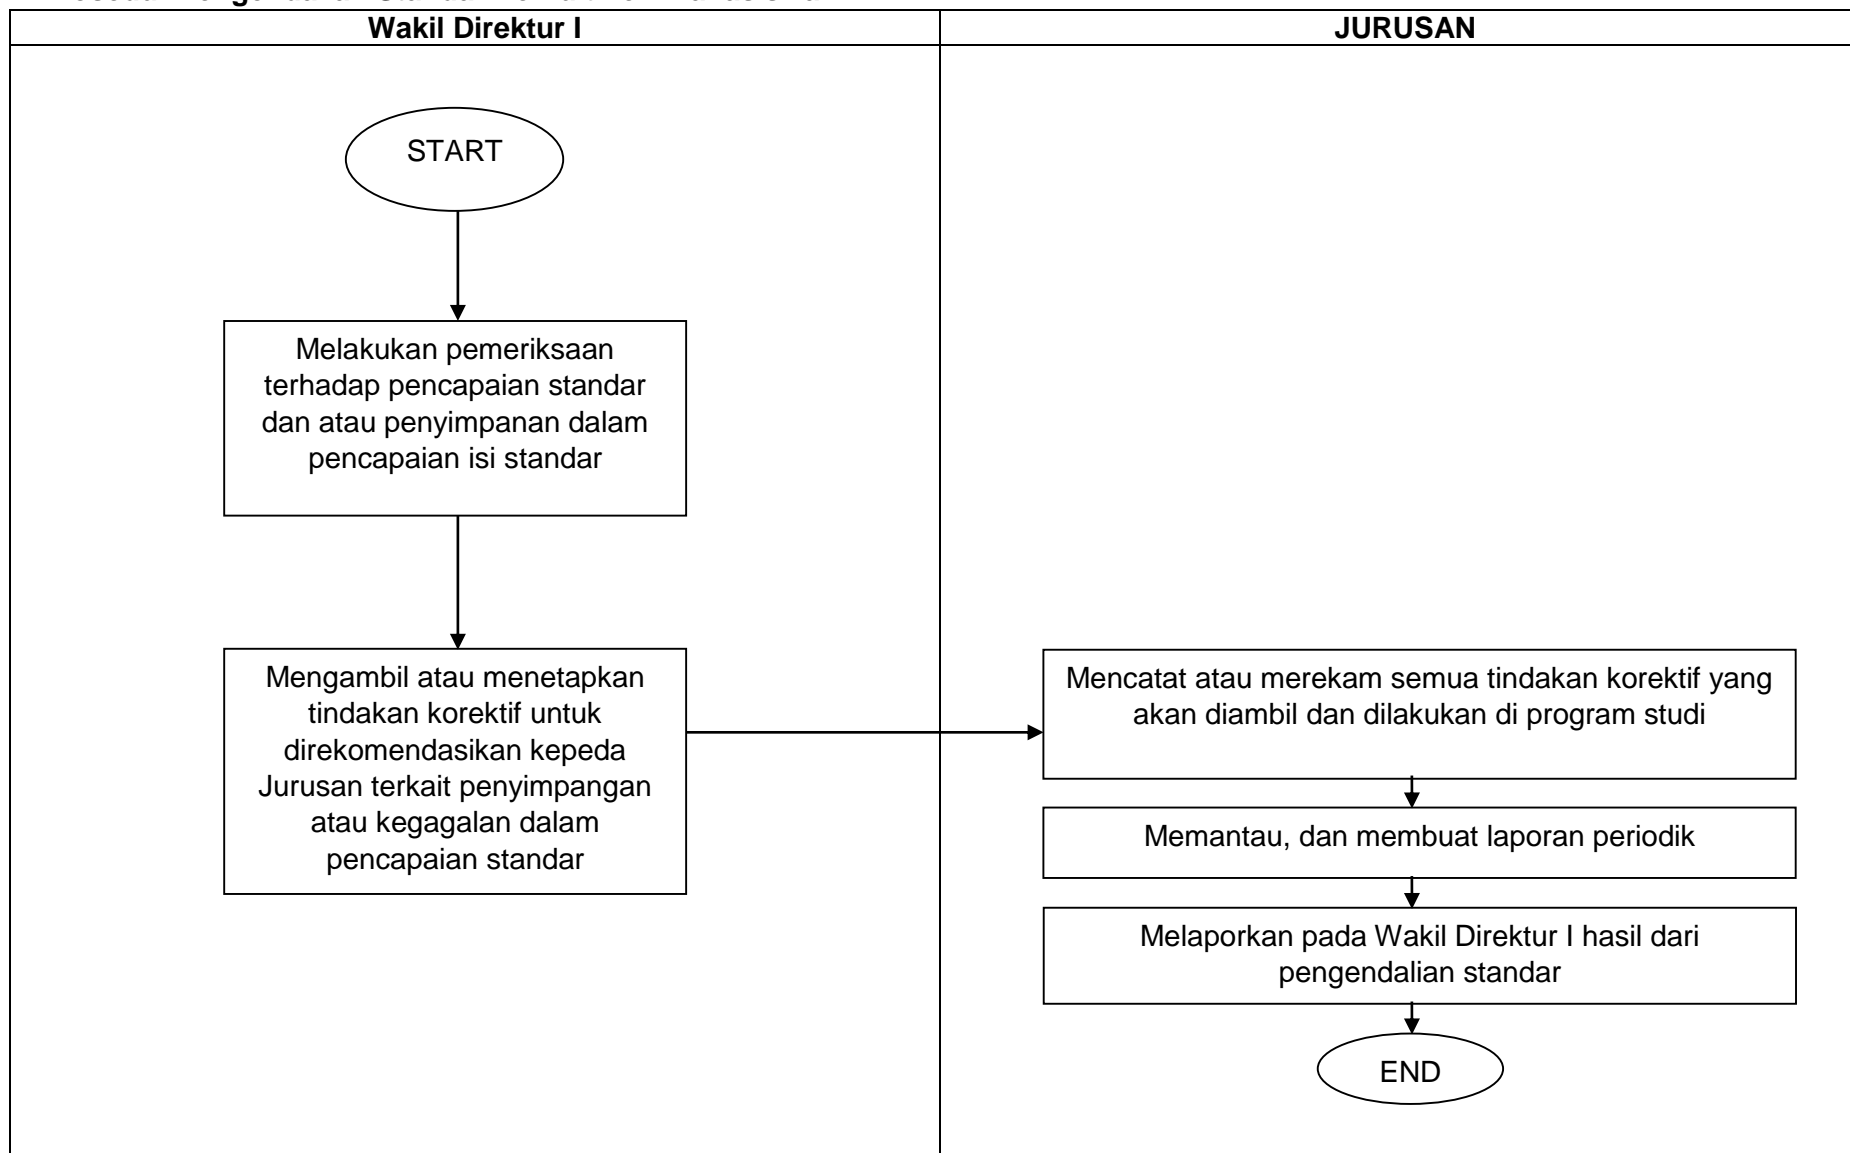 Wakil Direktur I
JURUSAN
START
Melakukan pemeriksaan
terhadap pencapaian standar
dan atau penyimpanan dalam
pencapaian isi standar
Mengambil atau menetapkan
tindakan korektif untuk
direkomendasikan kepeda
Jurusan terkait penyimpangan
atau kegagalan dalam
pencapaian standar
Mencatat atau merekam semua tindakan korektif yang
akan diambil dan dilakukan di program studi
Memantau, dan membuat laporan periodik
Melaporkan pada Wakil Direktur I hasil dari
pengendalian standar
END